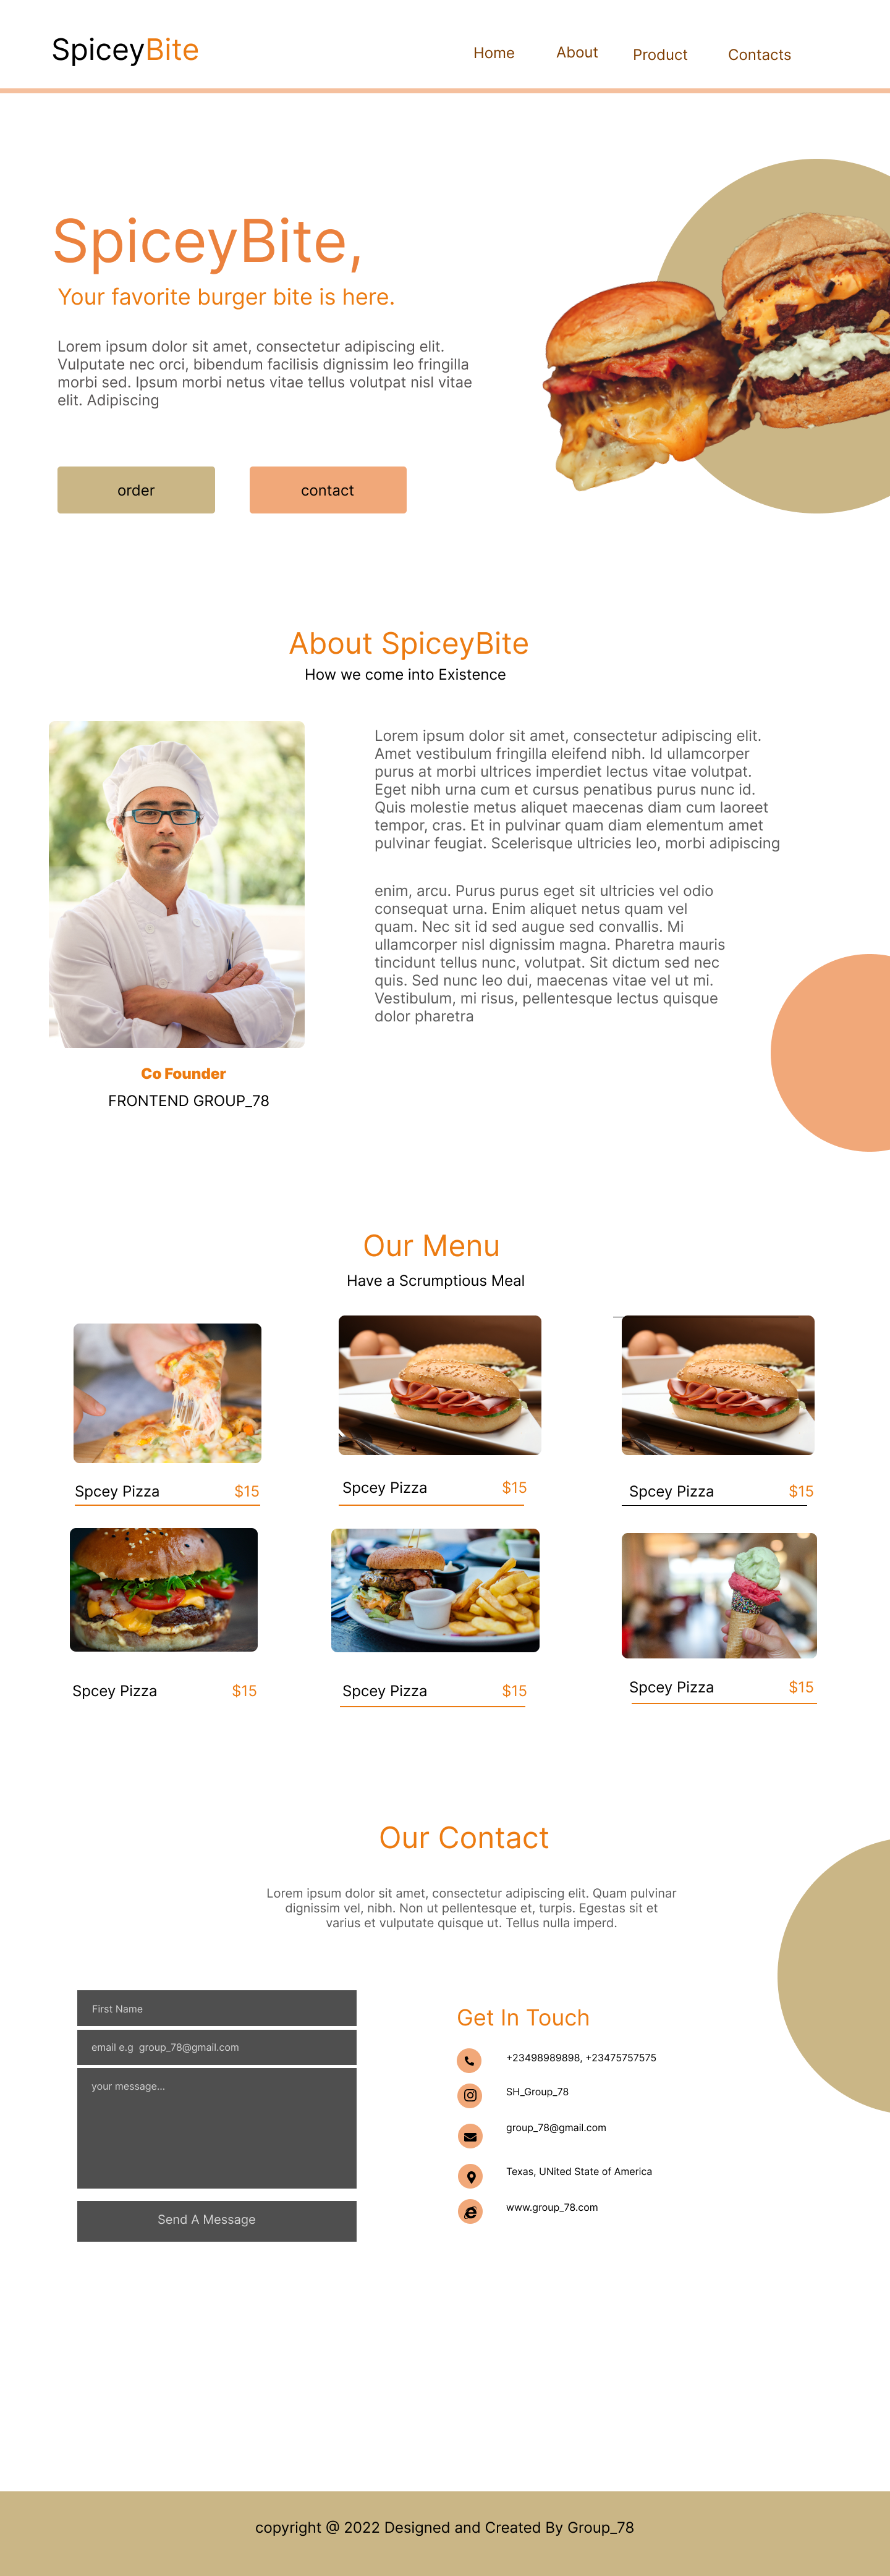 SpiceyBite
Home About Product Contacts
SpiceyBite,
Your favorite burger bite is here.
Lorem ipsum dolor sit amet, consectetur adipiscing elit.
Vulputate nec orci, bibendum facilisis dignissim leo fringilla
morbi sed. Ipsum morbi netus vitae tellus volutpat nisl vitae
elit. Adipiscing
order contact
About SpiceyBite
How we come into Existence
Lorem ipsum dolor sit amet, consectetur adipiscing elit.
Amet vestibulum fringilla eleifend nibh. Id ullamcorper
purus at morbi ultrices imperdiet lectus vitae volutpat.
Eget nibh urna cum et cursus penatibus purus nunc id.
Quis molestie metus aliquet maecenas diam cum laoreet
tempor, cras. Et in pulvinar quam diam elementum amet
pulvinar feugiat. Scelerisque ultricies leo, morbi adipiscing
enim, arcu. Purus purus eget sit ultricies vel odio
consequat urna. Enim aliquet netus quam vel
quam. Nec sit id sed augue sed convallis. Mi
ullamcorper nisl dignissim magna. Pharetra mauris
tincidunt tellus nunc, volutpat. Sit dictum sed nec
quis. Sed nunc leo dui, maecenas vitae vel ut mi.
Vestibulum, mi risus, pellentesque lectus quisque
dolor pharetra
Co Founder
FRONTEND GROUP_78
Our Menu
Have a Scrumptious Meal
Spcey Pizza $15
Spcey Pizza $15
Spcey Pizza $15
Spcey Pizza $15
Spcey Pizza $15
Spcey Pizza $15
Our Contact
Lorem ipsum dolor sit amet, consectetur adipiscing elit. Quam pulvinar
dignissim vel, nibh. Non ut pellentesque et, turpis. Egestas sit et
varius et vulputate quisque ut. Tellus nulla imperd.
First Name
email e.g  group_78@gmail.com
your message...
Send A Message
Get In Touch
+23498989898, +23475757575
SH_Group_78
group_78@gmail.com
Texas, UNited State of America
www.group_78.com
copyright @ 2022 Designed and Created By Group_78